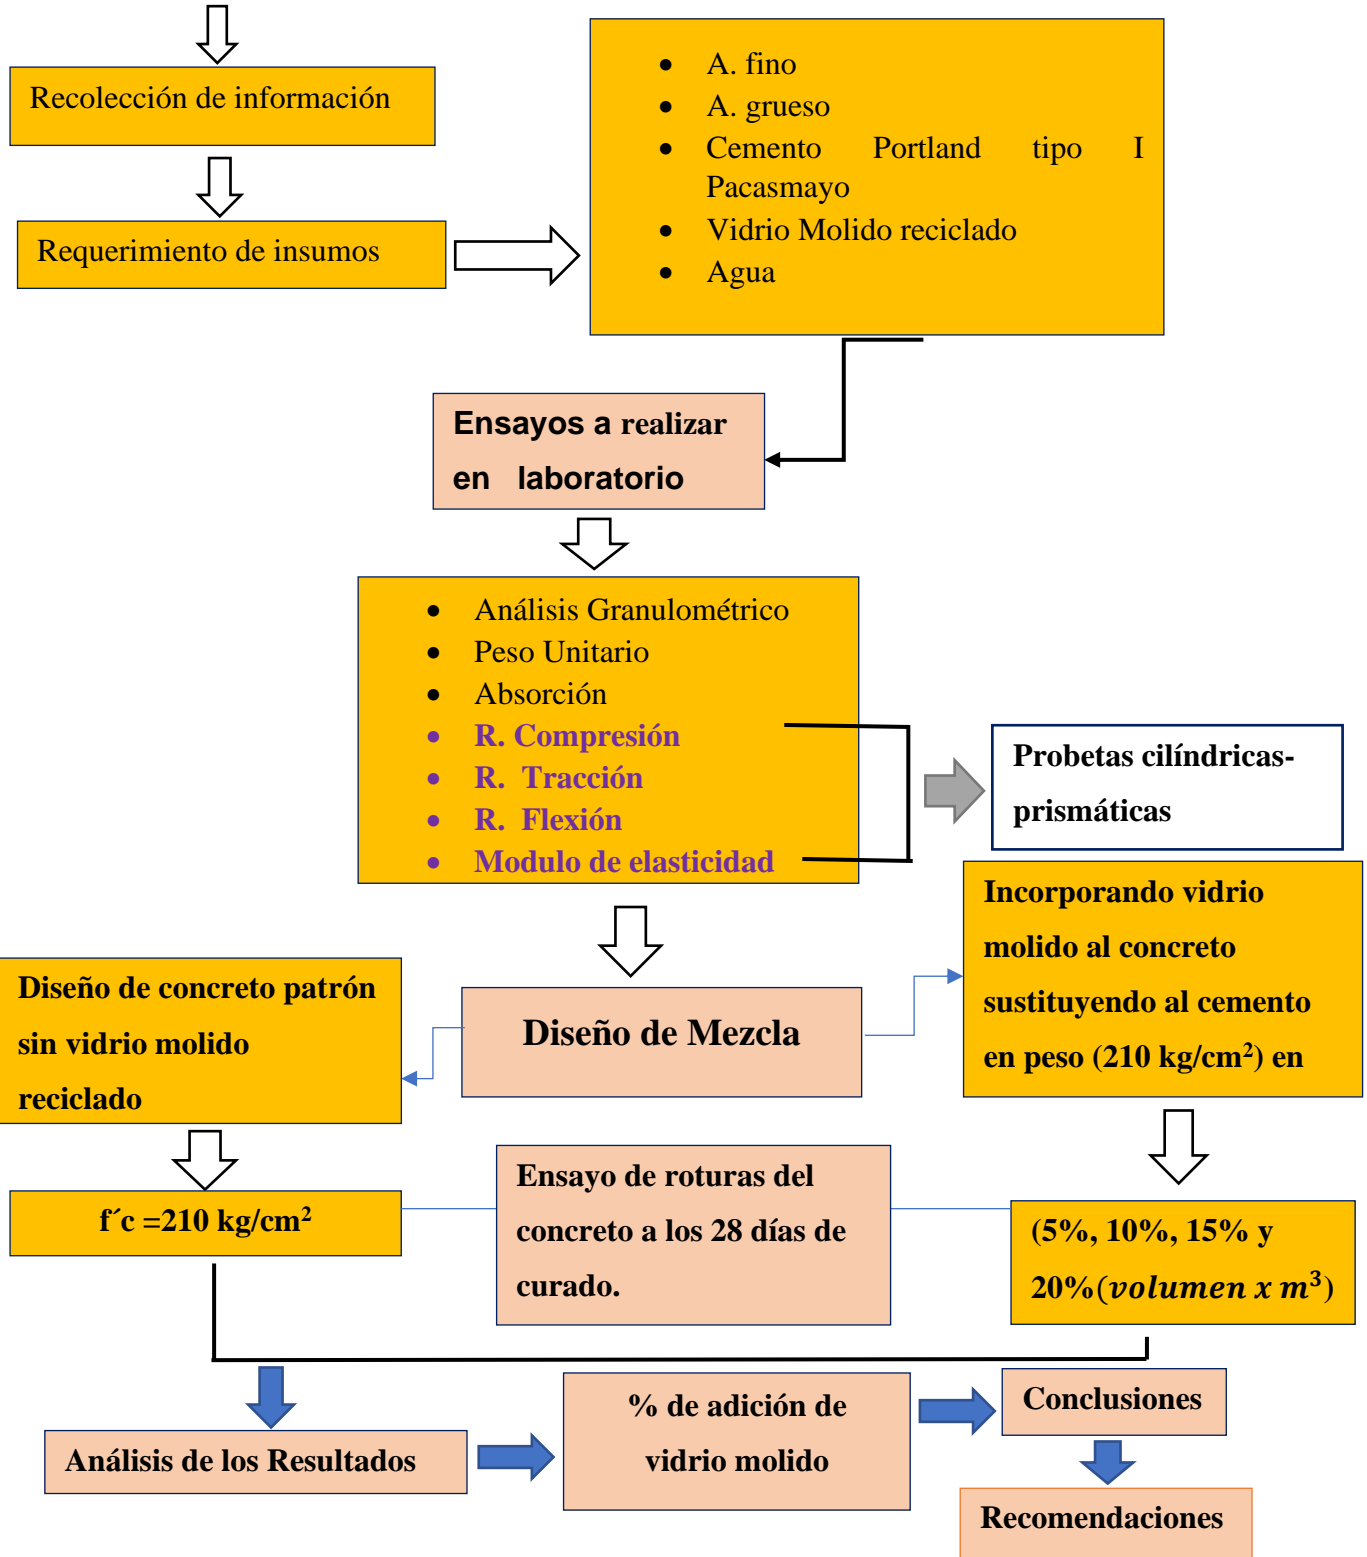 Recolección de información
Requerimiento de insumos
• A. fino
• A. grueso
• Cemento Portland tipo I
Pacasmayo
• Vidrio Molido reciclado
• Agua
Ensayos a realizar
en laboratorio
• Análisis Granulométrico
• Peso Unitario
• Absorción
• R. Compresión
• R. Tracción
• R. Flexión
• Modulo de elasticidad
Probetas cilíndricas-
prismáticas
Diseño de Mezcla
Diseño de concreto patrón
sin vidrio molido
reciclado
Incorporando vidrio
molido al concreto
sustituyendo al cemento
en peso (210 kg/cm²) en
f´c =210 kg/cm²
Ensayo de roturas del
concreto a los 28 días de
curado.
(5%, 10%, 15% y
20%(volumen x m³)
Análisis de los Resultados
% de adición de
vidrio molido
Conclusiones
Recomendaciones